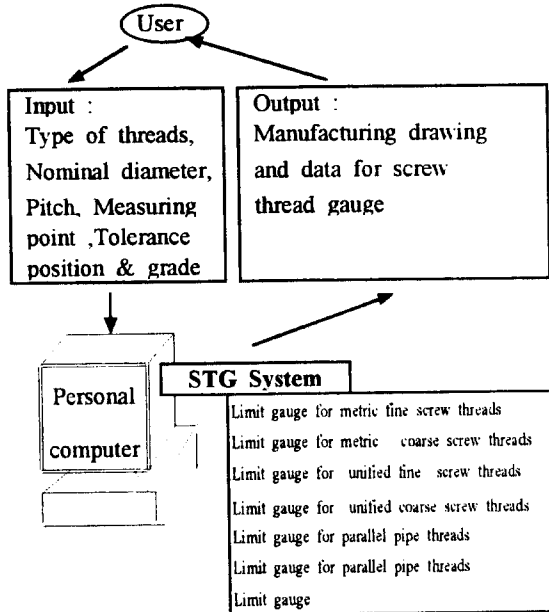 User
Input :
Type of threads,
Nominal diameter,
Pitch, Measuring
point ,Tolerance
position & grade
Output :
Manufacturing drawing
and data for screw
thread gauge
Personal
computer
STG System
Limit gauge for metric fine screw threads
Limit gauge for metric coarse screw threads
Limit gauge for unified fine screw threads
Limit gauge for unified coarse screw threads
Limit gauge for parallel pipe threads
Limit gauge for parallel pipe threads
Limit gauge